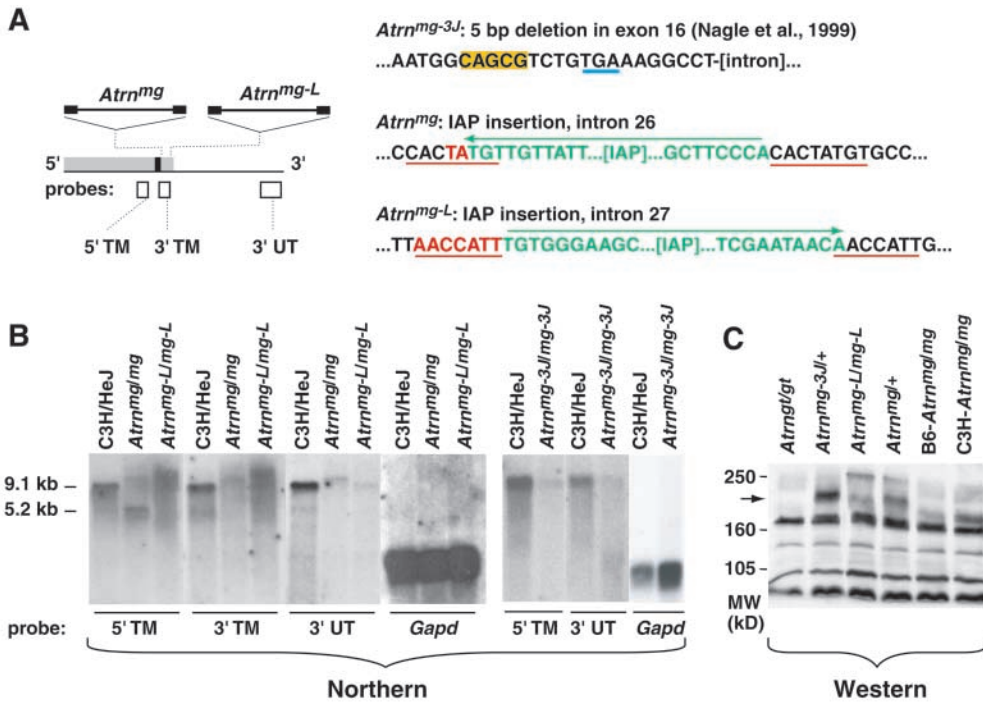 A
Atrnmg
Atrnmg-L
5'
3'
probes:
5' TM
3' TM
3' UT
Atrnmg-3J: 5 bp deletion in exon 16 (Nagle et al., 1999)
...AATGGCAGCGTCTGTGAAAGGCCT-[intron]...
Atrnmg: IAP insertion, intron 26
...CCACTATGTTGTTATT...[IAP]...GCTTCCCACACTATGTGCC...
Atrnmg-L: IAP insertion, intron 27
...TTAACCATTTGTGGGAAGC...[IAP]...TCGAATAACAACCATTG...
B
C3H/HeJ
Atrnmg/mg
Atrnmg-L/mg-L
C3H/HeJ
Atrnmg/mg
Atrnmg-L/mg-L
C3H/HeJ
Atrnmg/mg
Atrnmg-L/mg-L
C3H/HeJ
Atrnmg/mg
Atrnmg-L/mg-L
C3H/HeJ
Atrnmg-3J/mg-3J
C3H/HeJ
Atrnmg-3J/mg-3J
C3H/HeJ
Atrnmg-3J/mg-3J
9.1 kb –
5.2 kb –
probe:
5' TM
3' TM
3' UT
Gapd
5' TM
3' UT
Gapd
Northern
C
Atrngt/gt
Atrnmg-3J/+
Atrnmg-L/mg-L
Atrnmg/+
B6-Atrnmg/mg
C3H-Atrnmg/mg
250 –
160 –
105 –
MW
(kD)
Western